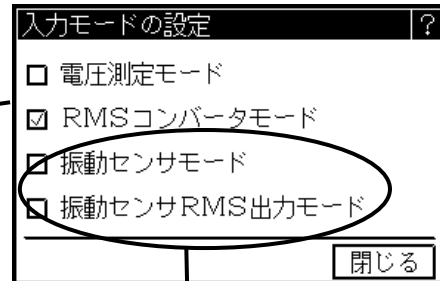 入力モードの設定 ?
電圧測定モード
RMSコンバータモード
振動センサモード
振動センサRMS出力モード
閉じる